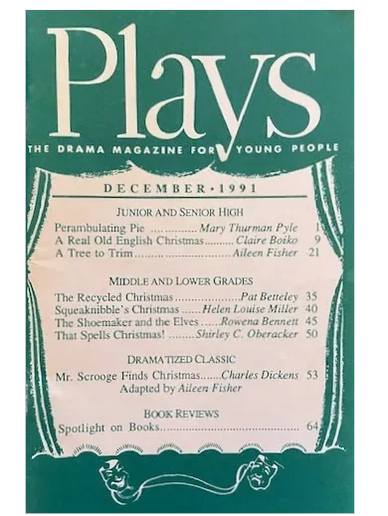 Plays
THE DRAMA MAGAZINE FOR YOUNG PEOPLE
DECEMBER • 1991
JUNIOR AND SENIOR HIGH
Perambulating Pie .............. Mary Thurman Pyle 1
A Real Old English Christmas......... Claire Boiko 9
A Tree to Trim......................... Aileen Fisher 21
MIDDLE AND LOWER GRADES
The Recycled Christmas ................. Pat Betteley 35
Squeaknibble's Christmas ...... Helen Louise Miller 40
The Shoemaker and the Elves ..... Rowena Bennett 45
That Spells Christmas! ........ Shirley C. Oberacker 50
DRAMATIZED CLASSIC
Mr. Scrooge Finds Christmas......Charles Dickens 53
Adapted by Aileen Fisher
BOOK REVIEWS
Spotlight on Books.................................... 64